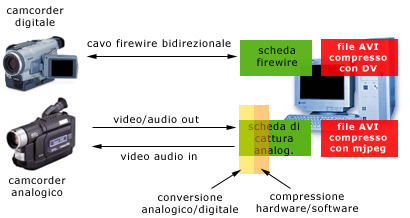 camcorder
digitale
cavo firewire bidirezionale
scheda
firewire
file AVI
compresso
con DV
video/audio out
scheda di
cattura
analog.
file AVI
compresso
con mjpeg
video audio in
camcorder
analogico
conversione
analogico/digitale
compressione
hardware/software